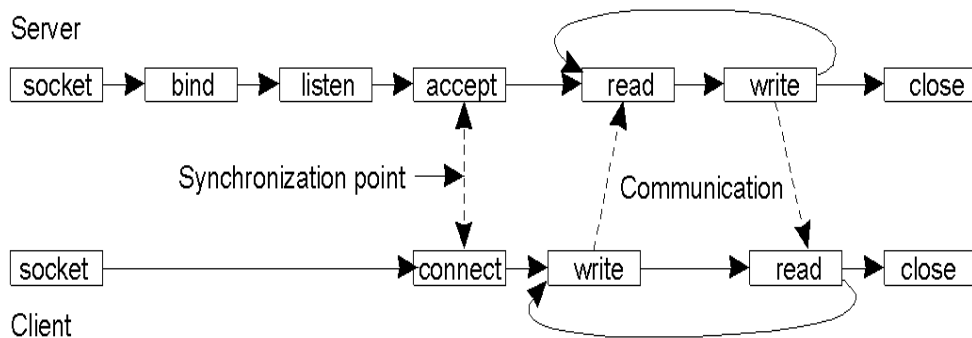 Server
socket bind listen accept read write close
Synchronization point
Communication
socket connect write read close
Client